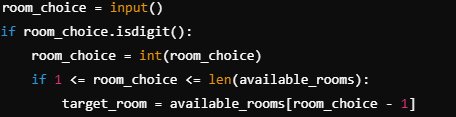 room_choice = input()
if room_choice.isdigit():
    room_choice = int(room_choice)
    if 1 <= room_choice <= len(available_rooms):
        target_room = available_rooms[room_choice - 1]